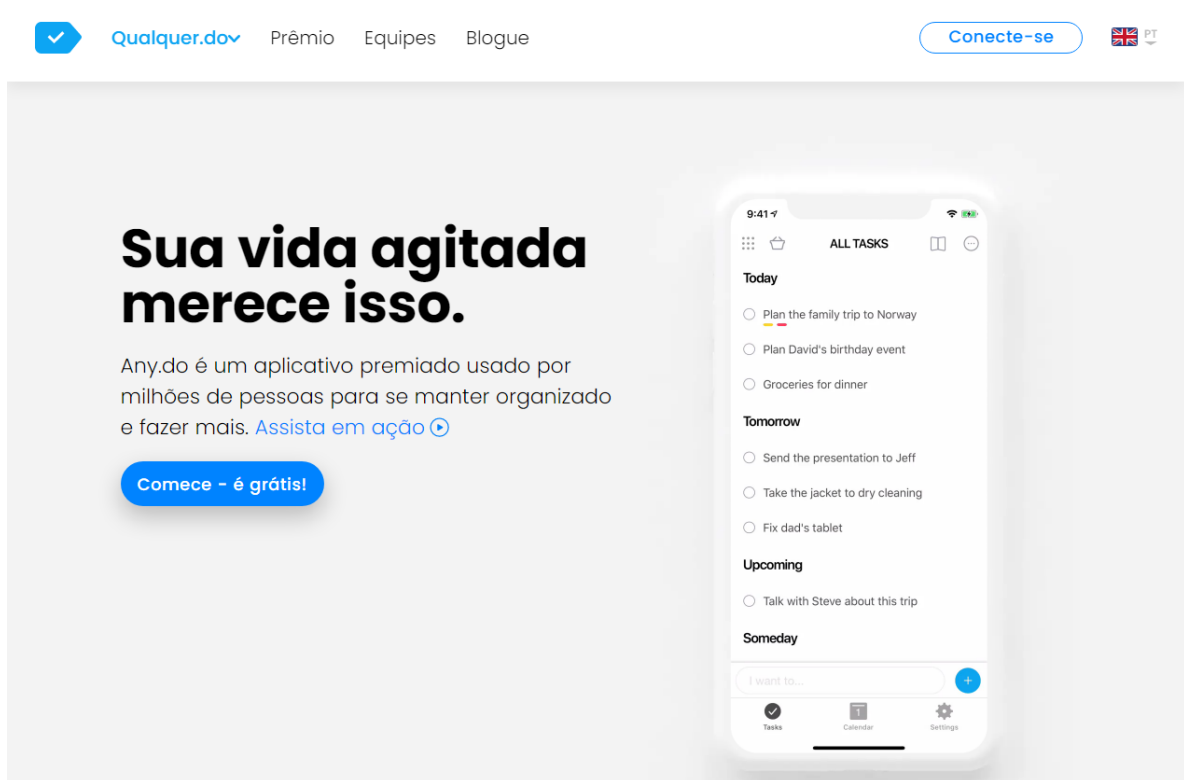 Qualquer.do Prêmio Equipes Blogue Conecte-se PT
Sua vida agitada
merece isso.
Any.do é um aplicativo premiado usado por
milhões de pessoas para se manter organizado
e fazer mais. Assista em ação
Comece - é grátis!
9:41
ALL TASKS
Today
Plan the family trip to Norway
Plan David's birthday event
Groceries for dinner
Tomorrow
Send the presentation to Jeff
Take the jacket to dry cleaning
Fix dad's tablet
Upcoming
Talk with Steve about this trip
Someday
I want to...
1
Tasks Calendar Settings